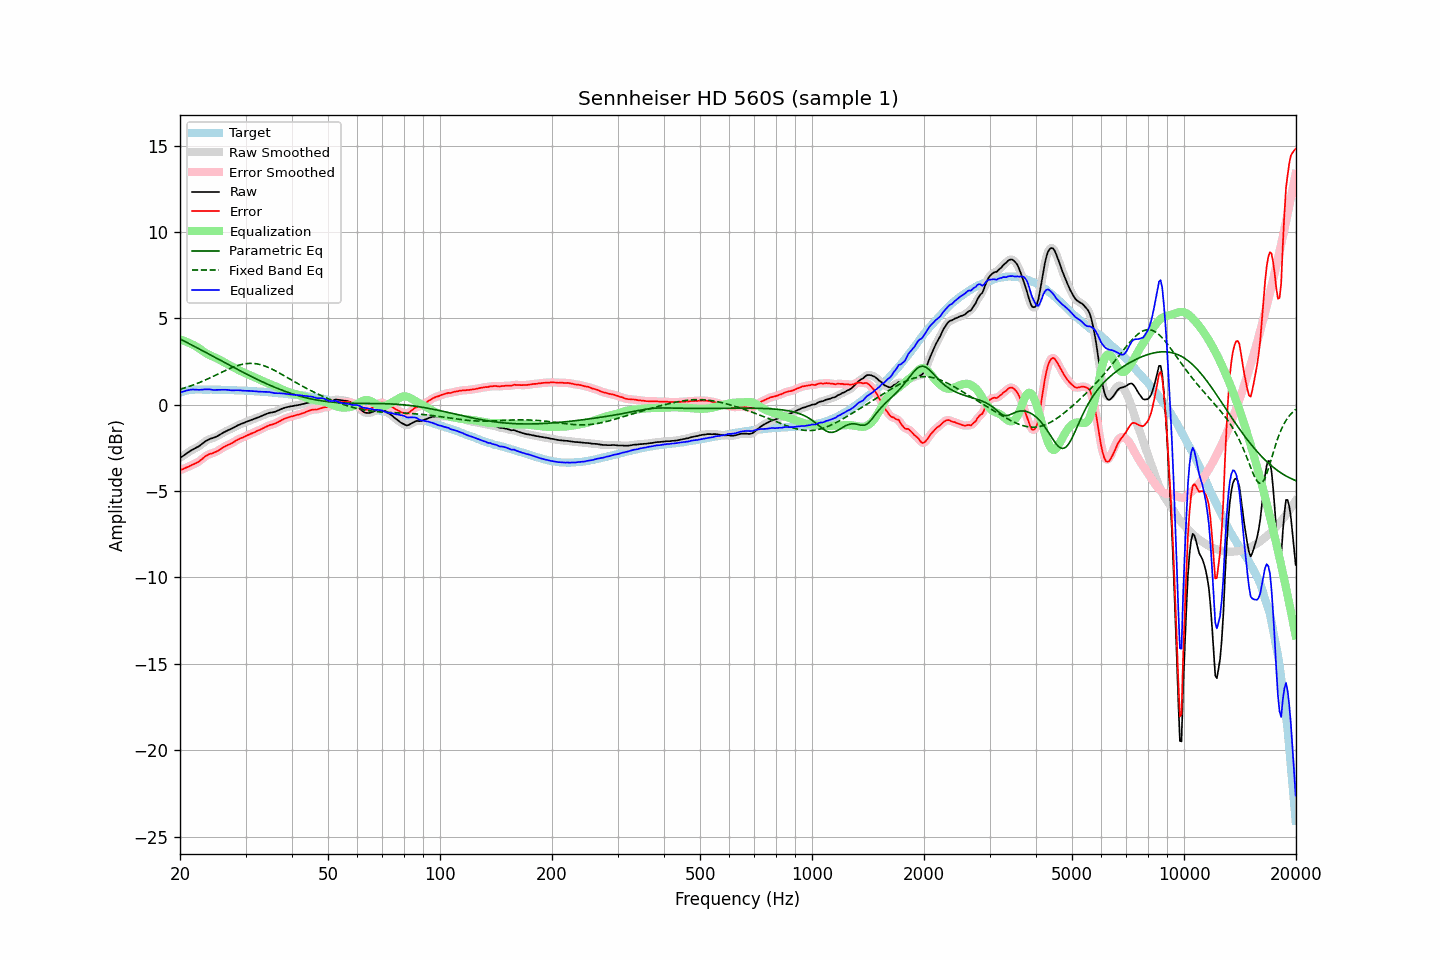 Sennheiser HD 560S (sample 1)
Target
Raw Smoothed
Error Smoothed
Raw
Error
Equalization
Parametric Eq
Fixed Band Eq
Equalized
15
10
5
0
−5
−10
−15
−20
−25
Amplitude (dBr)
20 50 100 200 500 1000 2000 5000 10000 20000
Frequency (Hz)